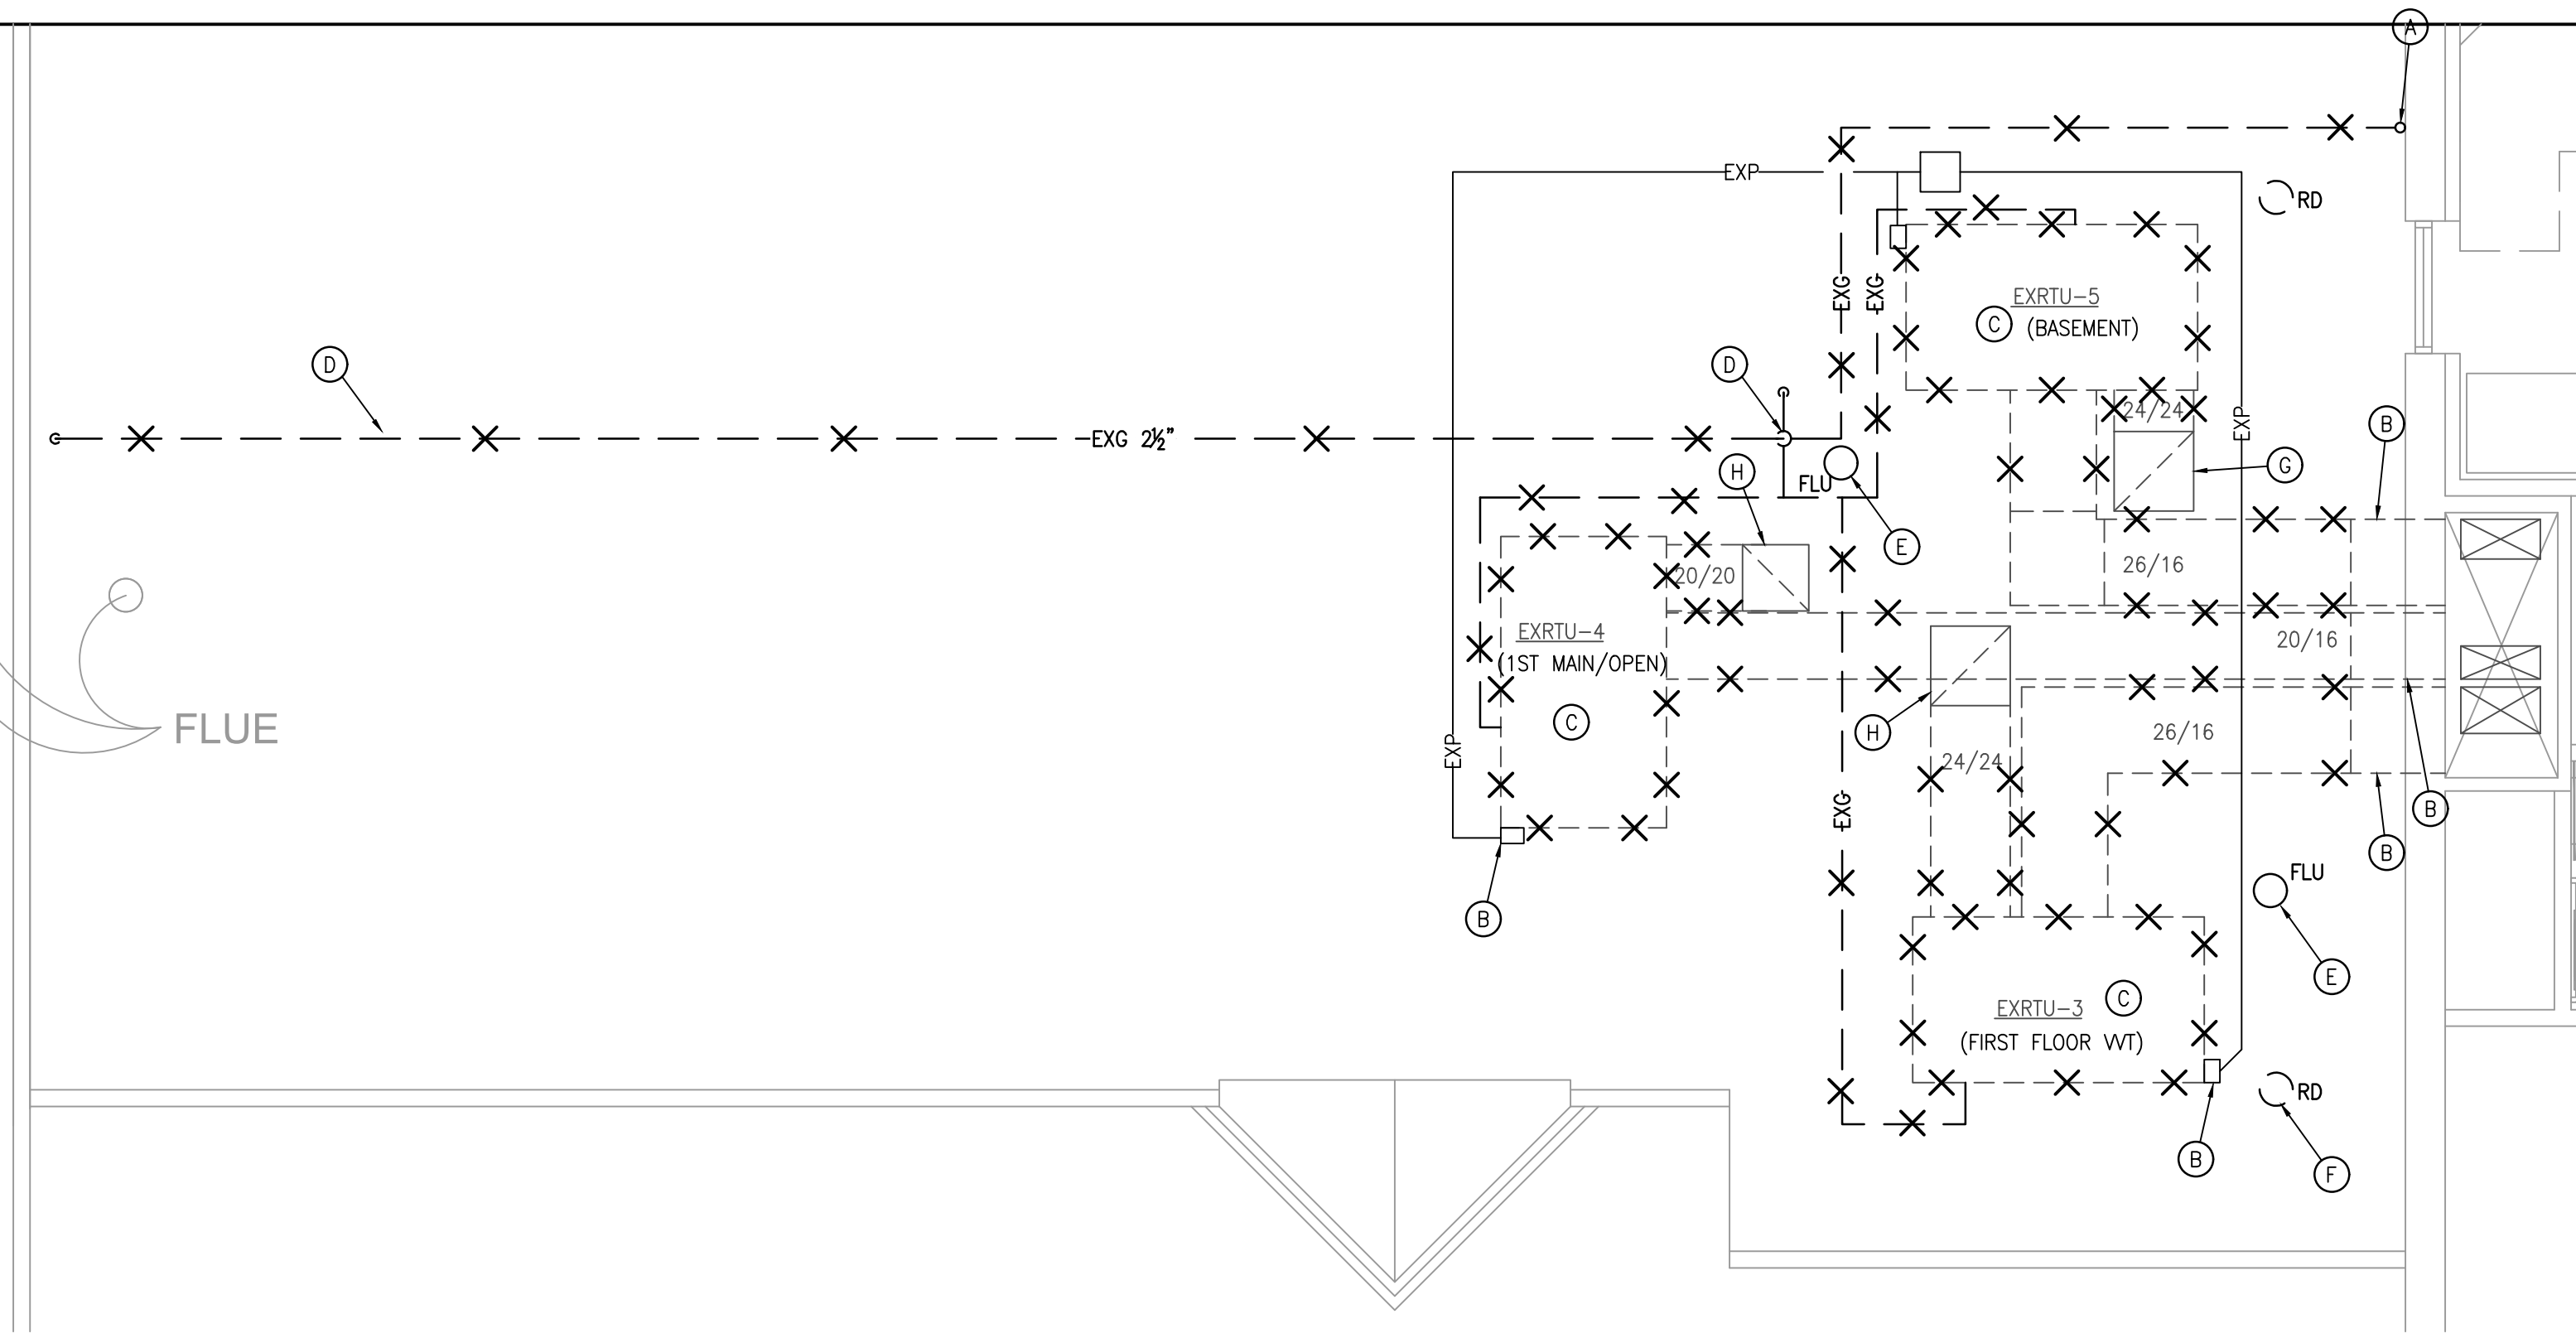 A
EXP
RD
EXG
EXG
EXRTU-5
C (BASEMENT)
D
D
24/24
EXP
B
EXG 2½"
H
FLU
G
E
20/20
26/16
EXRTU-4
(1ST MAIN/OPEN)
20/16
C
H
FLUE
EXP
26/16
24/24
EXG
B
B
FLU
B
E
C
EXRTU-3
(FIRST FLOOR VVT)
RD
B
F